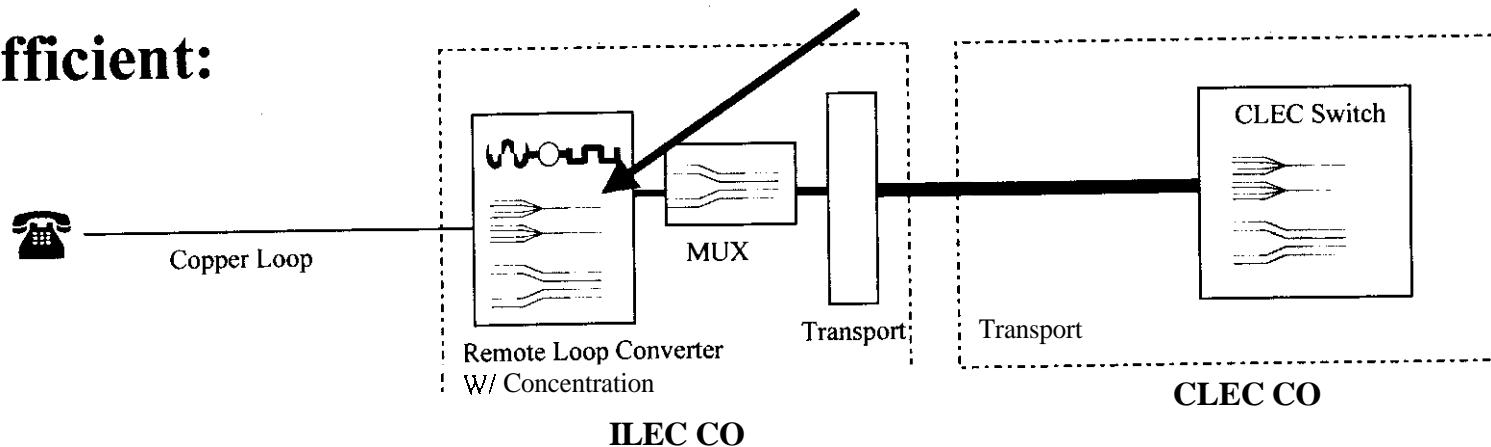 fficient:
CLEC Switch
MUX
Copper Loop
Transport
Transport
Remote Loop Converter
W/ Concentration
CLEC CO
ILEC CO